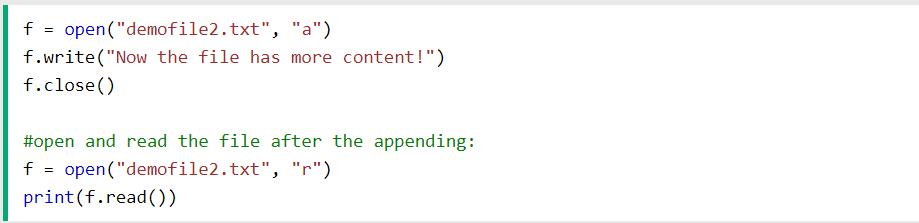 f = open("demofile2.txt", "a")
f.write("Now the file has more content!")
f.close()

#open and read the file after the appending:
f = open("demofile2.txt", "r")
print(f.read())